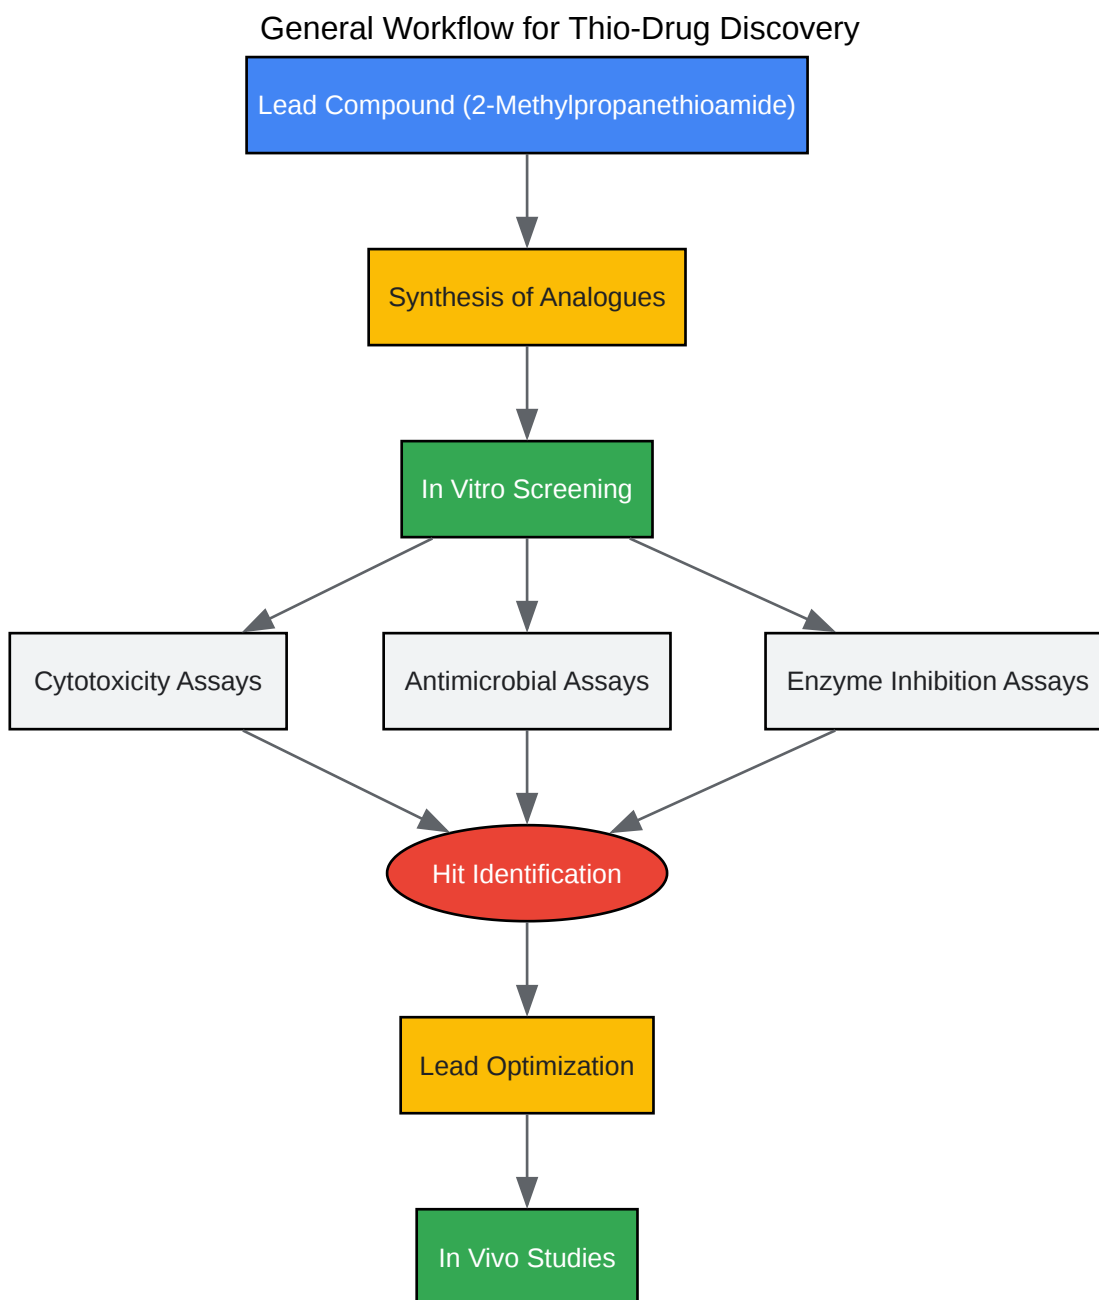 General Workflow for Thio-Drug Discovery
Lead Compound (2-Methylpropanethioamide)
Synthesis of Analogues
In Vitro Screening
Cytotoxicity Assays
Antimicrobial Assays
Enzyme Inhibition Assays
Hit Identification
Lead Optimization
In Vivo Studies